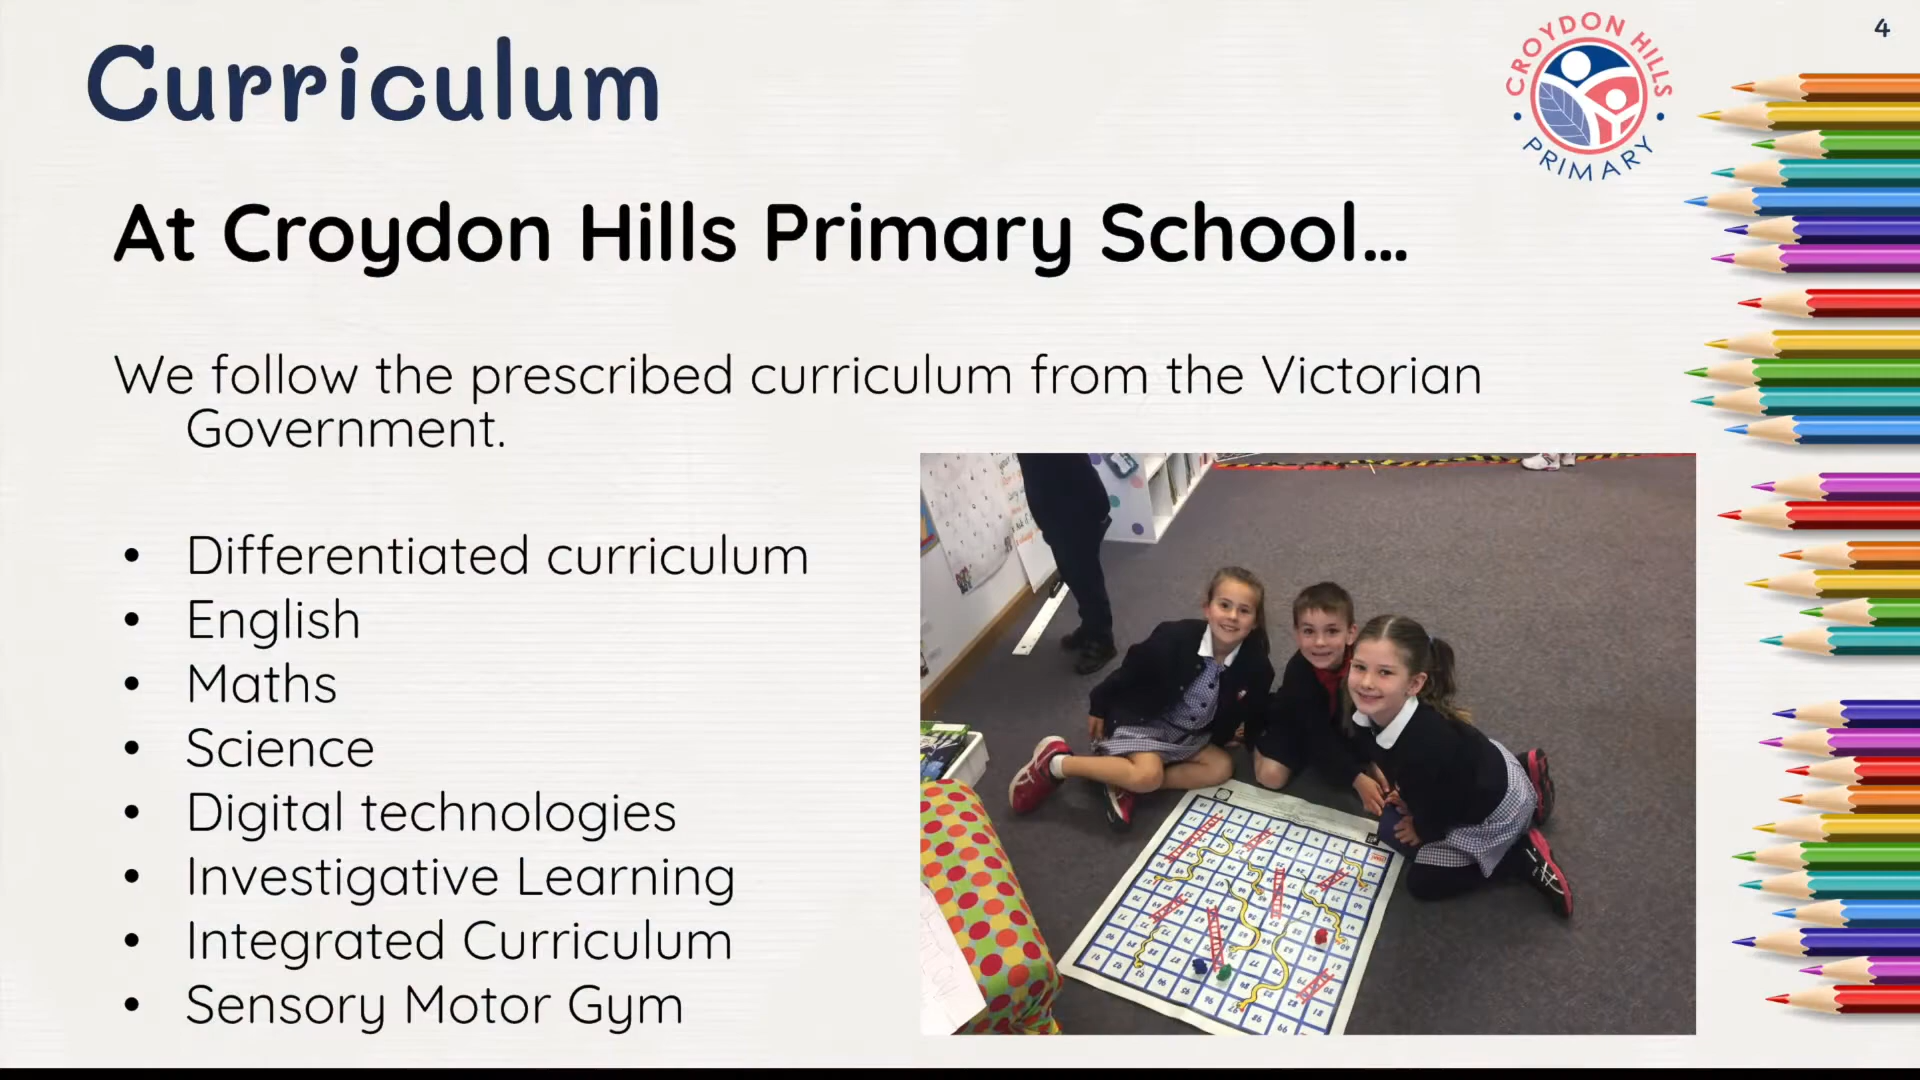 4
Curriculum
CROYDON HILLS
PRIMARY
At Croydon Hills Primary School...
We follow the prescribed curriculum from the Victorian
Government.
• Differentiated curriculum
• English
• Maths
• Science
• Digital technologies
• Investigative Learning
• Integrated Curriculum
• Sensory Motor Gym